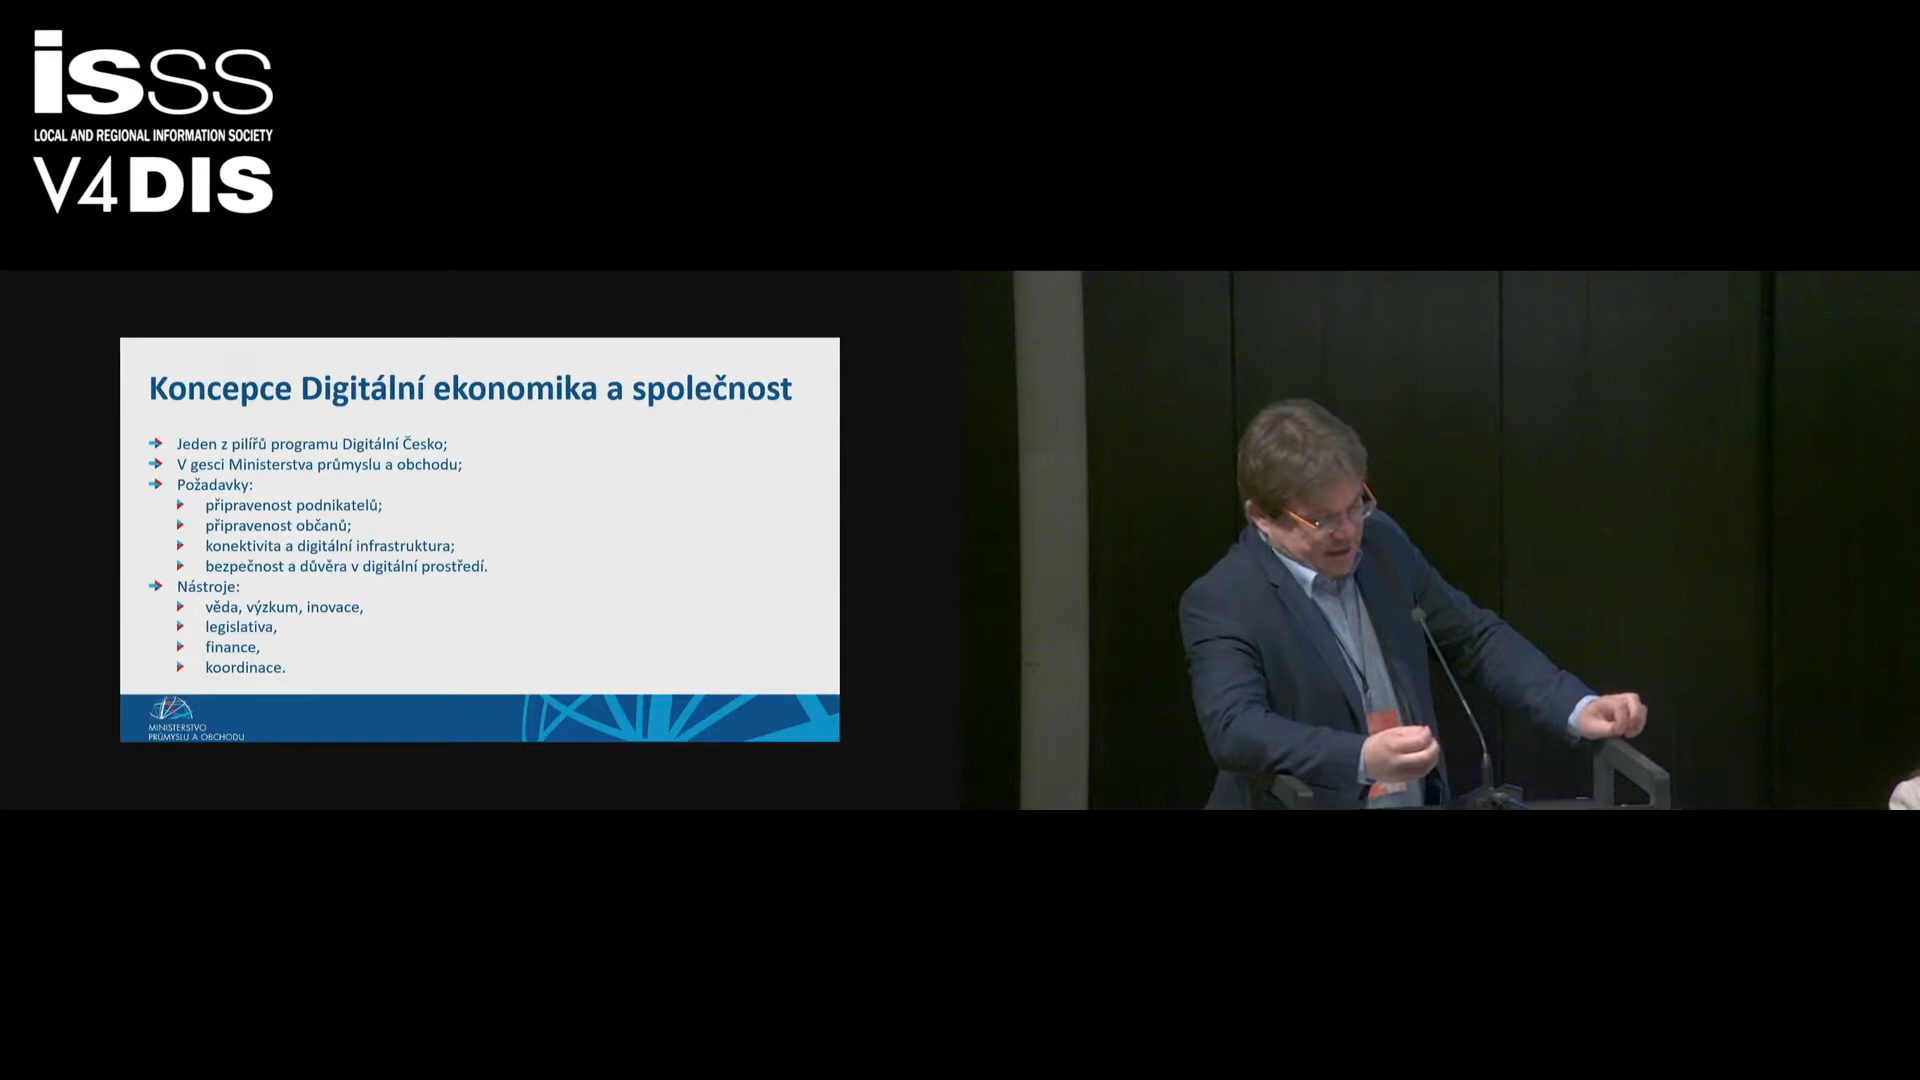 isss
LOCAL AND REGIONAL INFORMATION SOCIETY
V4DIS
Koncepce Digitální ekonomika a společnost
Jeden z pilířů programu Digitální Česko;
V gesci Ministerstva průmyslu a obchodu;
Požadavky:
připravenost podnikatelů;
připravenost občanů;
konektivita a digitální infrastruktura;
bezpečnost a důvěra v digitální prostředí.
Nástroje:
věda, výzkum, inovace,
legislativa,
finance,
koordinace.
MINISTERSTVO
PRŮMYSLU A OBCHODU